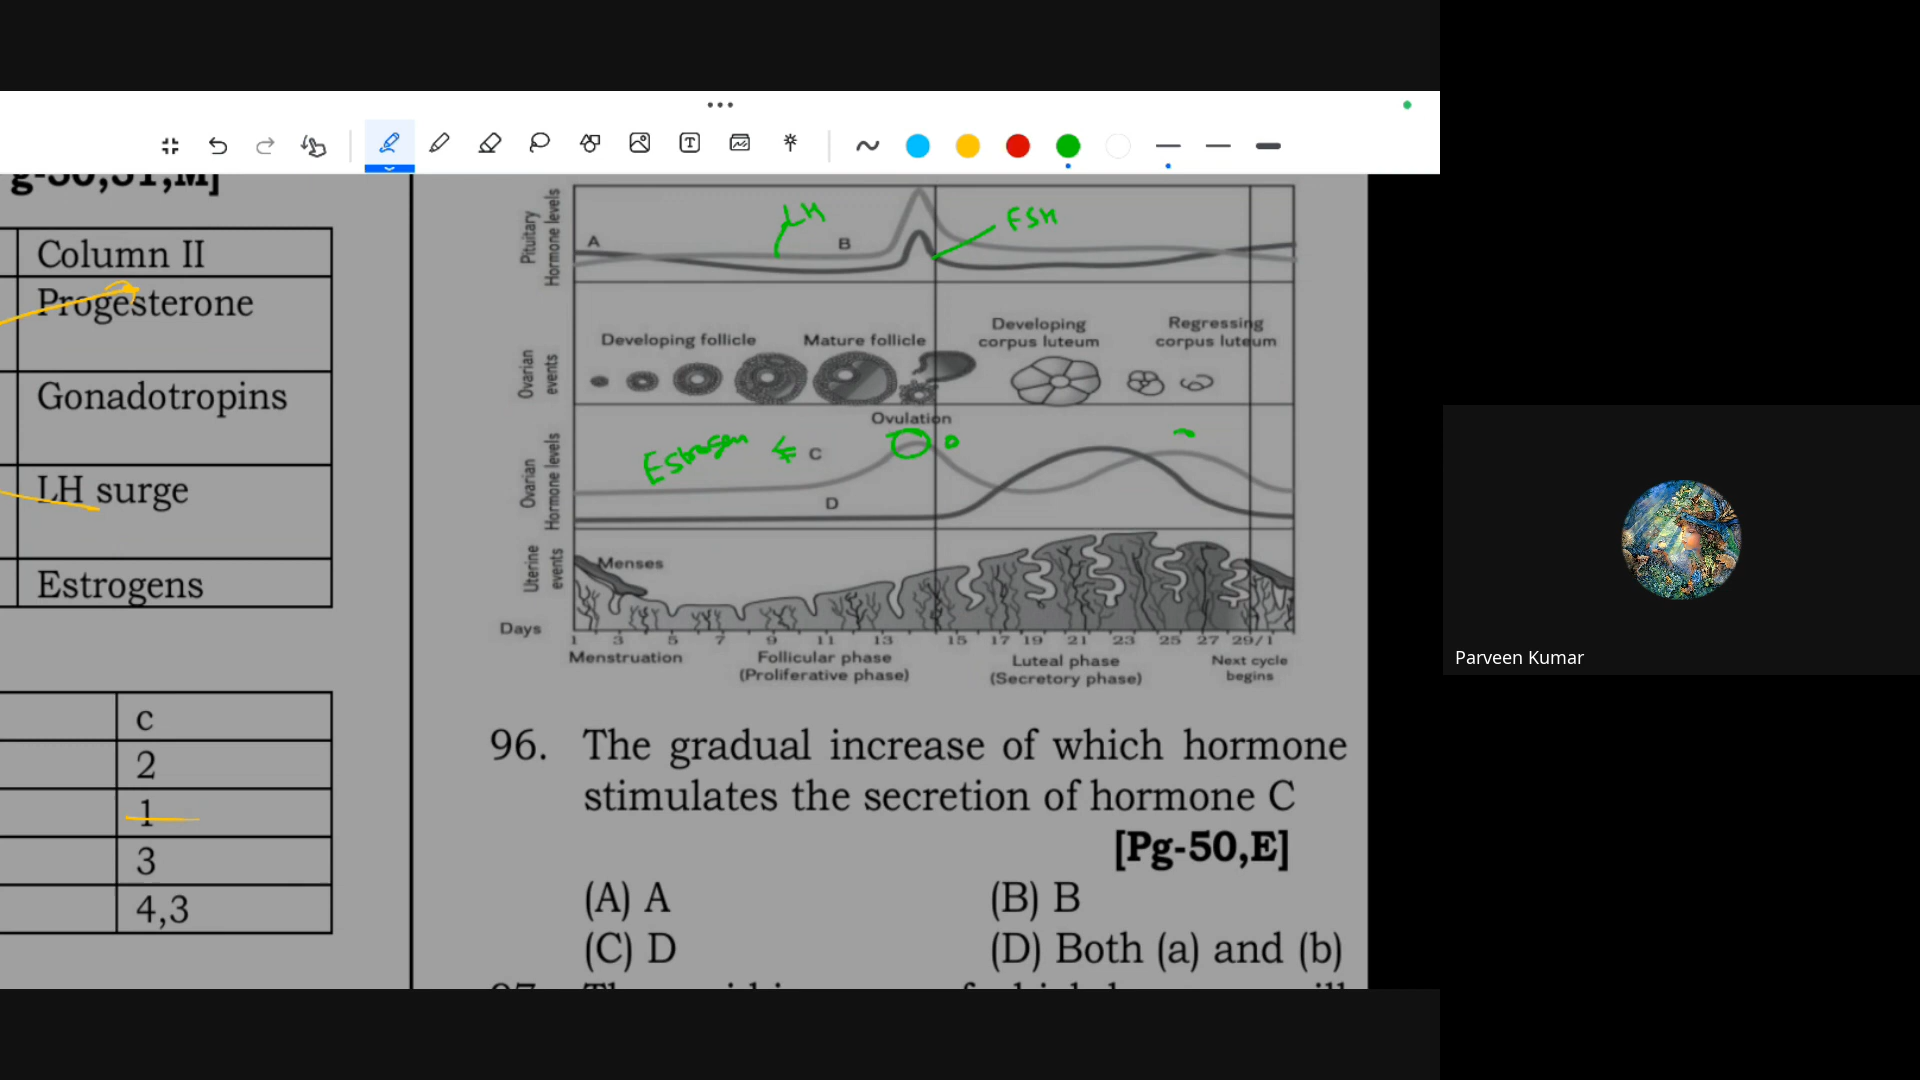 g-50,51,M]
Column II
Progesterone
Gonadotropins
LH surge
Estrogens
c
2
1
3
4,3
Pituitary
Hormone levels
A
B
LH
FSH
Ovarian
events
Developing follicle
Mature follicle
Developing
corpus luteum
Regressing
corpus luteum
Ovulation
Ovarian
Hormone levels
Estrogen
C
D
Uterine
events
Menses
Days
1 3 5 7 9 11 13 15 17 19 21 23 25 27 29/1
Menstruation
Follicular phase
(Proliferative phase)
Luteal phase
(Secretory phase)
Next cycle
begins
96. The gradual increase of which hormone
stimulates the secretion of hormone C
[Pg-50,E]
(A) A
(B) B
(C) D
(D) Both (a) and (b)
Parveen Kumar